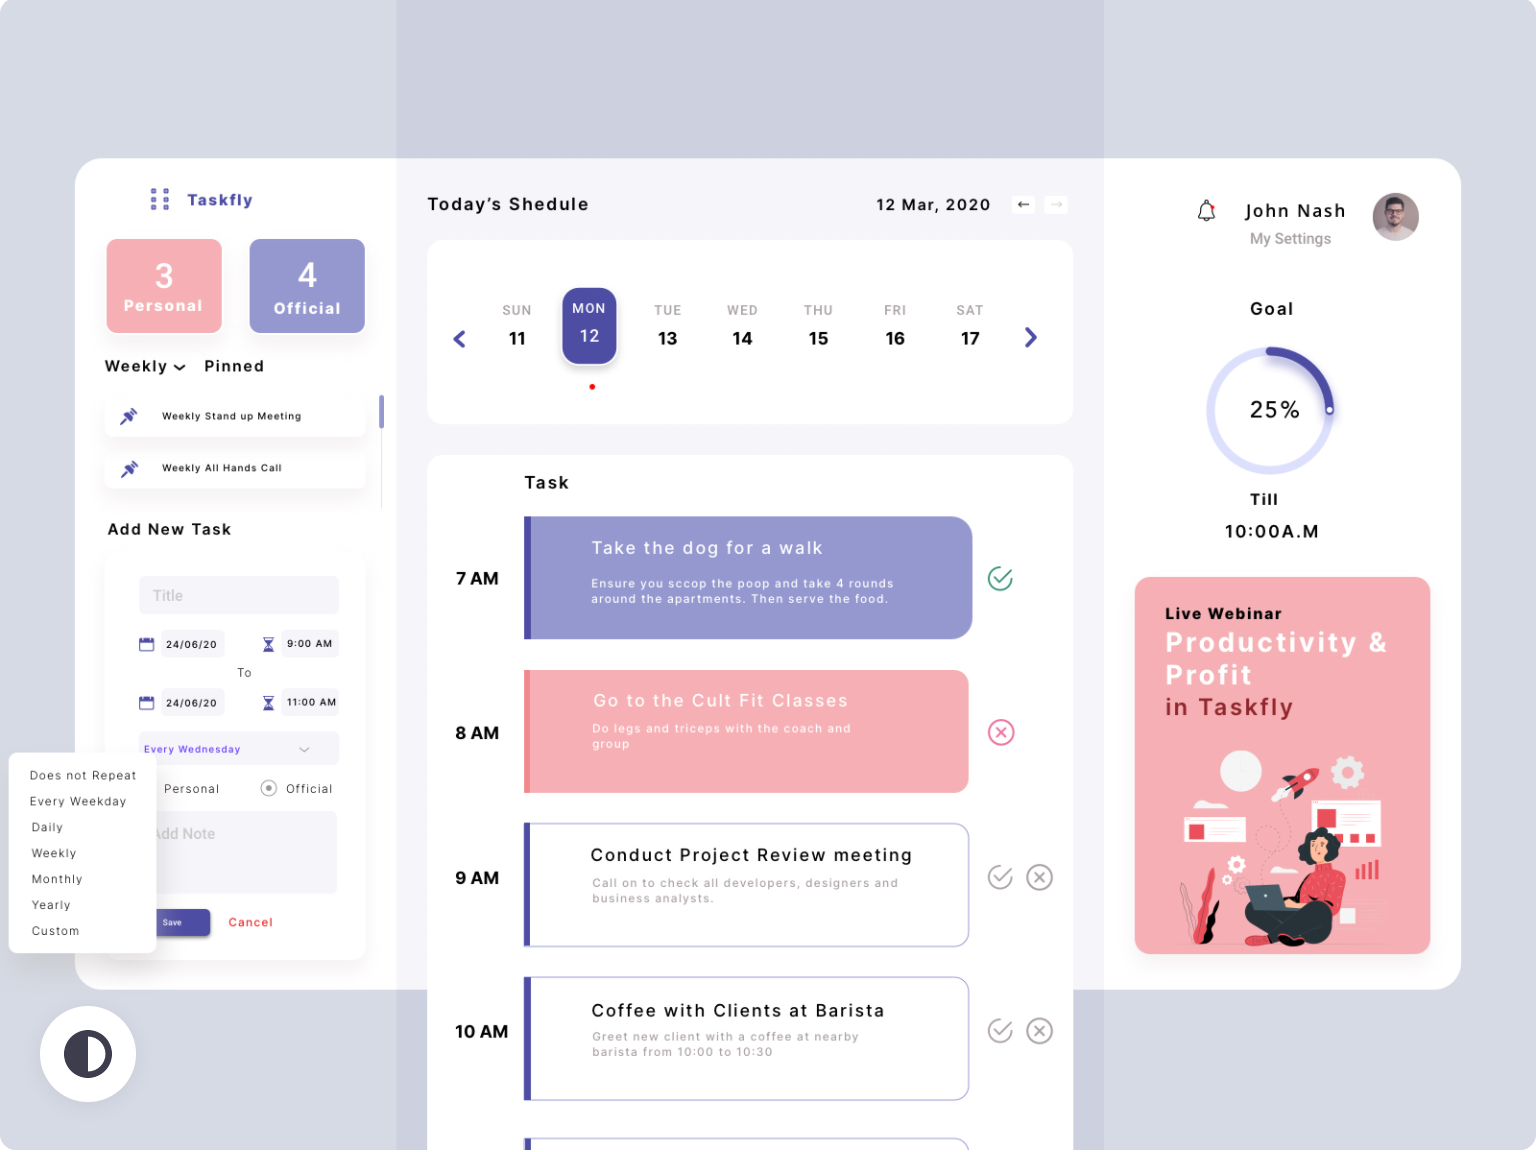 Taskfly
3
Personal
4
Official
Weekly
Pinned
Weekly Stand up Meeting
Weekly All Hands Call
Add New Task
Title
24/06/20
9:00 AM
To
24/06/20
11:00 AM
Every Wednesday
Personal
Official
Add Note
Save
Cancel
Does not Repeat
Every Weekday
Daily
Weekly
Monthly
Yearly
Custom
Today's Shedule
12 Mar, 2020
SUN
11
MON
12
TUE
13
WED
14
THU
15
FRI
16
SAT
17
Task
7 AM
Take the dog for a walk
Ensure you sccop the poop and take 4 rounds
around the apartments. Then serve the food.
8 AM
Go to the Cult Fit Classes
Do legs and triceps with the coach and
group
9 AM
Conduct Project Review meeting
Call on to check all developers, designers and
business analysts.
10 AM
Coffee with Clients at Barista
Greet new client with a coffee at nearby
barista from 10:00 to 10:30
John Nash
My Settings
Goal
25%
Till
10:00A.M
Live Webinar
Productivity &
Profit
in Taskfly